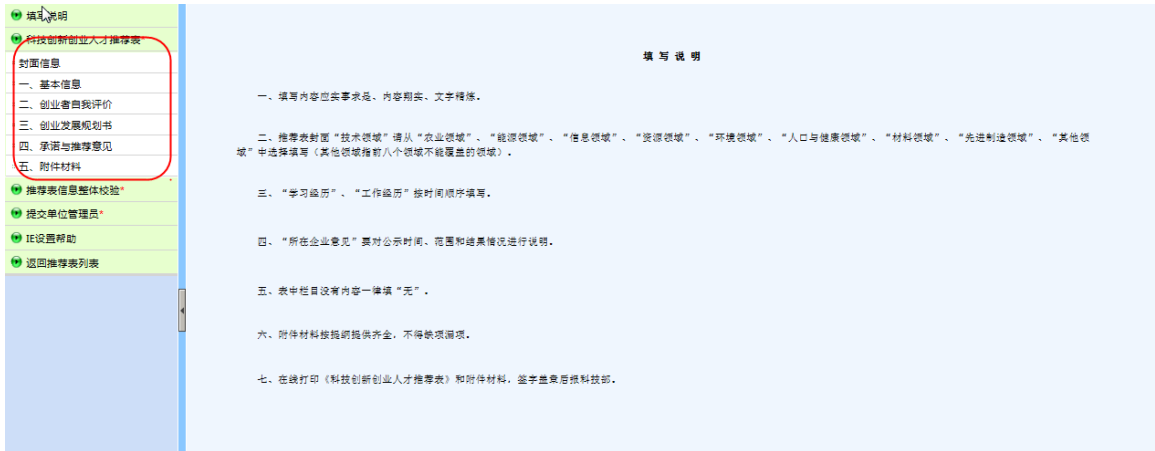 填写说明
科技创新创业人才推荐表*
封面信息
一、基本信息
二、创业者自我评价
三、创业发展规划书
四、承诺与推荐意见
五、附件材料
推荐表信息整体校验*
提交单位管理员*
IE设置帮助
返回推荐表列表
填 写 说 明
一、填写内容应实事求是、内容翔实、文字精炼。
二、推荐表封面“技术领域”请从“农业领域”、“能源领域”、“信息领域”、“资源领域”、“环境领域”、“人口与健康领域”、“材料领域”、“先进制造领域”、“其他领
域”中选择填写（其他领域指前八个领域不能覆盖的领域）。
三、“学习经历”、“工作经历”按时间顺序填写。
四、“所在企业意见”要对公示时间、范围和结果情况进行说明。
五、表中栏目没有内容一律填“无”。
六、附件材料按提纲提供齐全，不得缺项漏项。
七、在线打印《科技创新创业人才推荐表》和附件材料，签字盖章后报科技部。